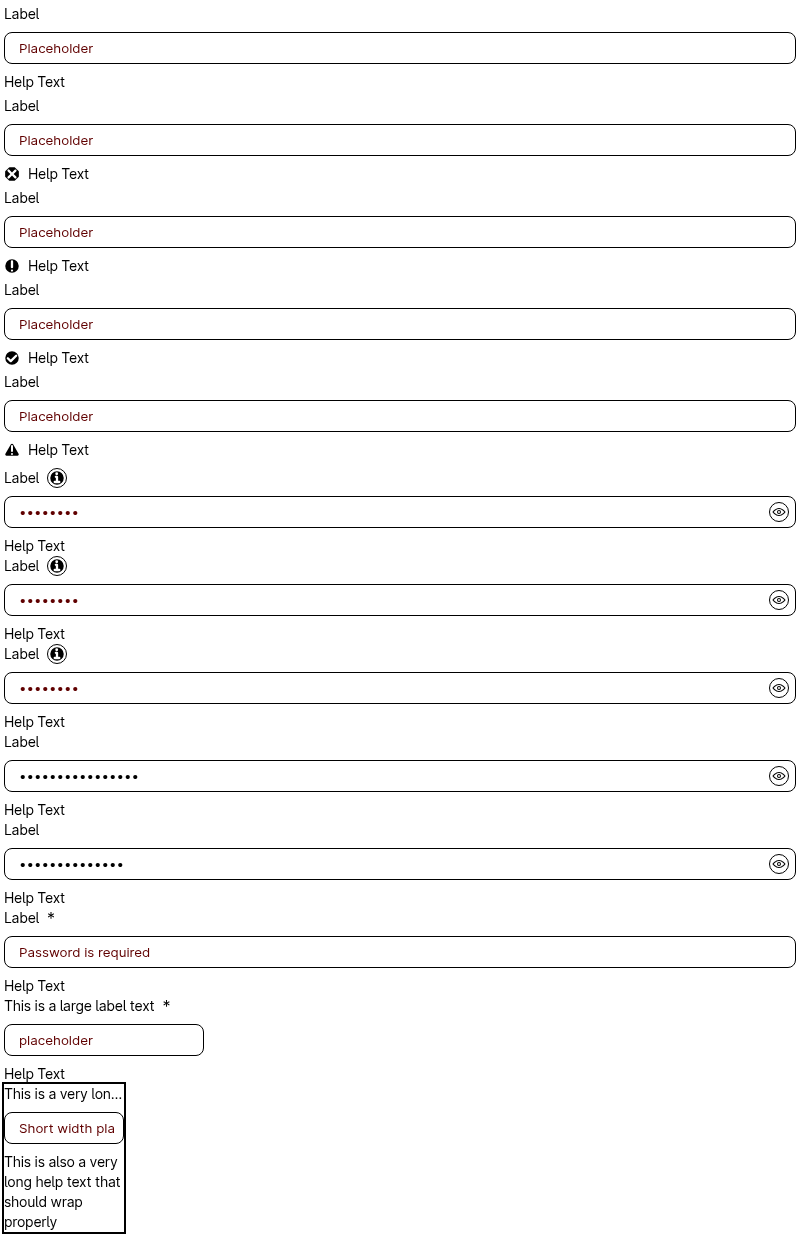 Label
Placeholder
Help Text
Label
Placeholder
Help Text
Label
Placeholder
Help Text
Label
Placeholder
Help Text
Label
Placeholder
Help Text
Label
••••••••
Help Text
Label
••••••••
Help Text
Label
••••••••
Help Text
Label
••••••••••••••••
Help Text
Label
••••••••••••••
Help Text
Label *
Password is required
Help Text
This is a large label text *
placeholder
Help Text
This is a very lon...
Short width pla
This is also a very
long help text that
should wrap
properly